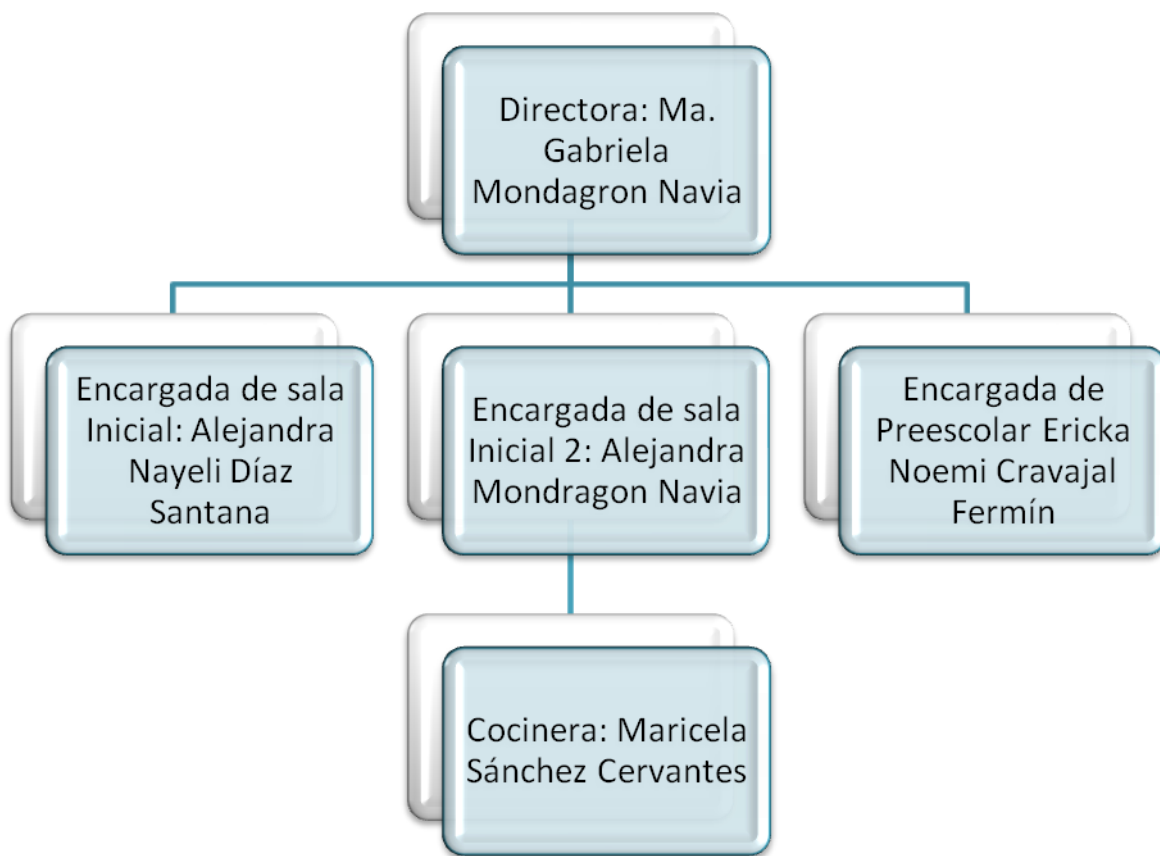 Directora: Ma.
Gabriela
Mondagron Navia
Encargada de sala
Inicial: Alejandra
Nayeli Díaz
Santana
Encargada de sala
Inicial 2: Alejandra
Mondragon Navia
Encargada de
Preescolar Ericka
Noemi Cravajal
Fermín
Cocinera: Maricela
Sánchez Cervantes